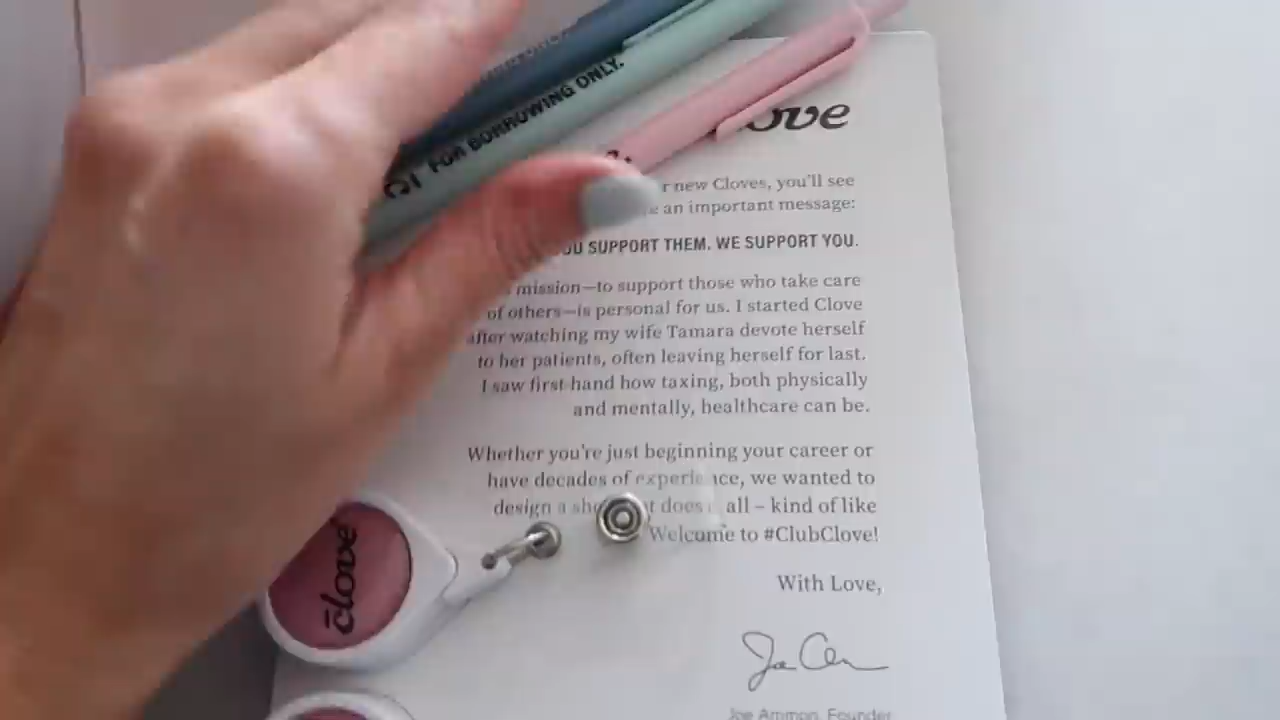 ONLY.
FOR BORROWING ONLY.
ove
new Cloves, you'll see
an important message:
SUPPORT THEM. WE SUPPORT YOU.
mission—to support those who take care
of others—is personal for us. I started Clove
after watching my wife Tamara devote herself
to her patients, often leaving herself for last.
I saw first-hand how taxing, both physically
and mentally, healthcare can be.
Whether you're just beginning your career or
have decades of experience, we wanted to
design a does all – kind of like
Welcome to #ClubClove!
With Love,
clove
Joe Ammon, Founder